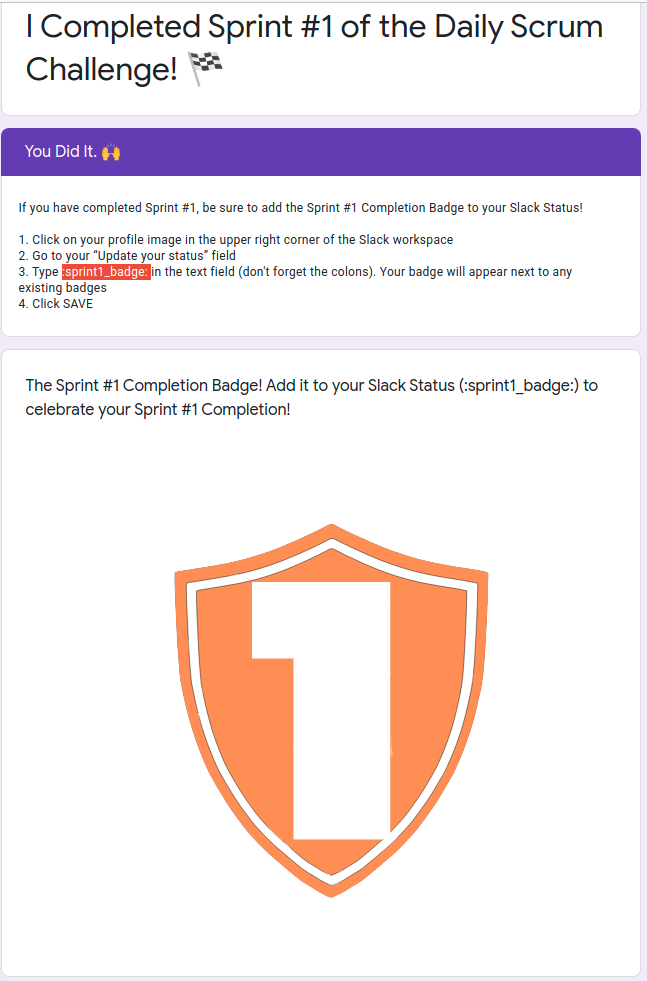 I Completed Sprint #1 of the Daily Scrum
Challenge! 🏁
You Did It. 🙌
If you have completed Sprint #1, be sure to add the Sprint #1 Completion Badge to your Slack Status!
1. Click on your profile image in the upper right corner of the Slack workspace
2. Go to your “Update your status” field
3. Type :sprint1_badge: in the text field (don't forget the colons). Your badge will appear next to any
existing badges
4. Click SAVE
The Sprint #1 Completion Badge! Add it to your Slack Status (:sprint1_badge:) to
celebrate your Sprint #1 Completion!
1